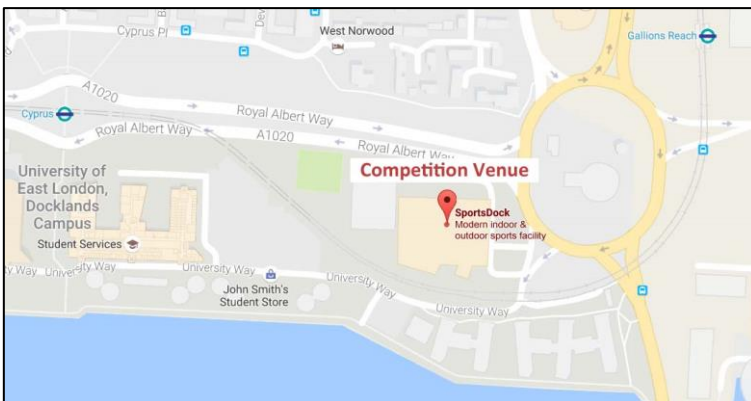 Cyprus Pl
West Norwood
Gallions Reach
A1020
Royal Albert Way
Cyprus
Royal Albert Way
A1020
Royal Albert Way
Competition Venue
University of
East London,
Docklands
Campus
SportsDock
Modern indoor &
outdoor sports facility
Student Services
University Way
University Way
John Smith's
Student Store
University Way
University Way